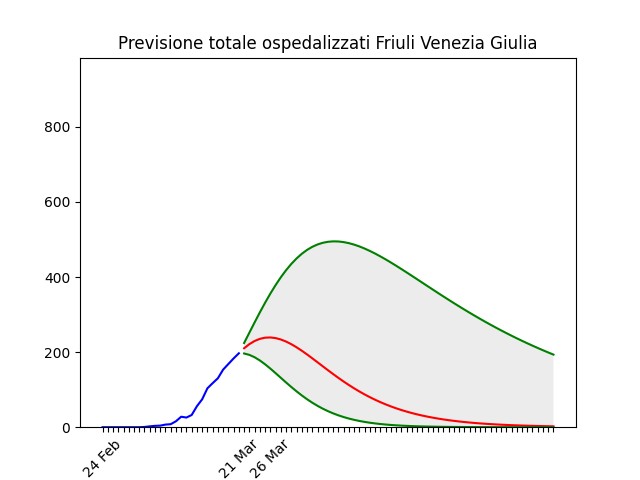 Previsione totale ospedalizzati Friuli Venezia Giulia
800
600
400
200
0
24 Feb
21 Mar
26 Mar